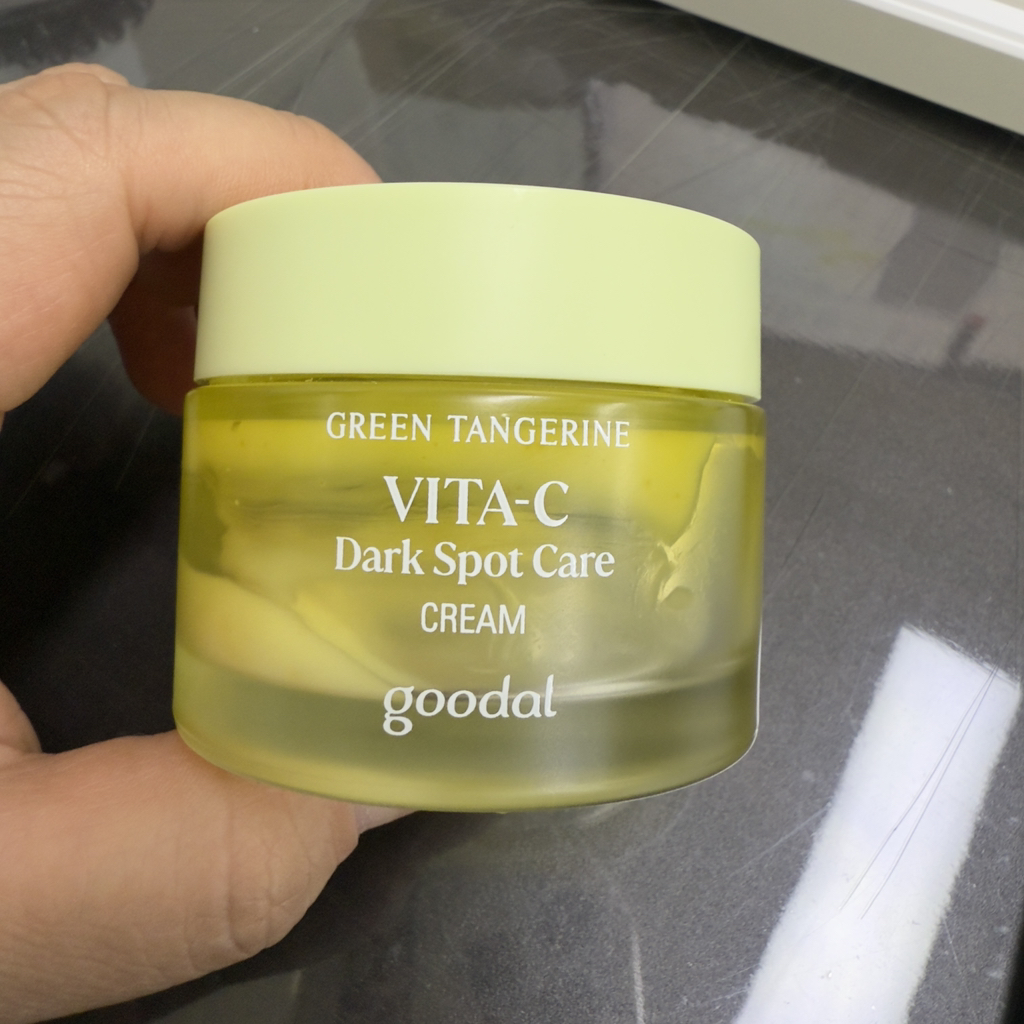 GREEN TANGERINE
VITA-C
Dark Spot Care
CREAM
goodal